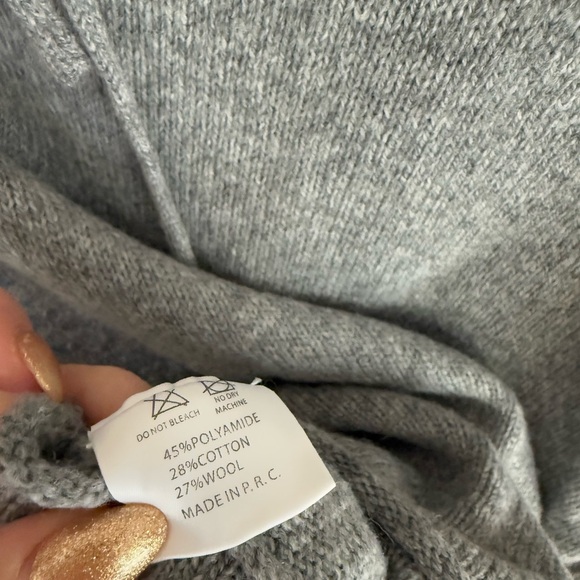 DO NOT BLEACH
NO DRY
MACHINE
45%POLYAMIDE
28%COTTON
27%WOOL
MADE IN P. R. C.